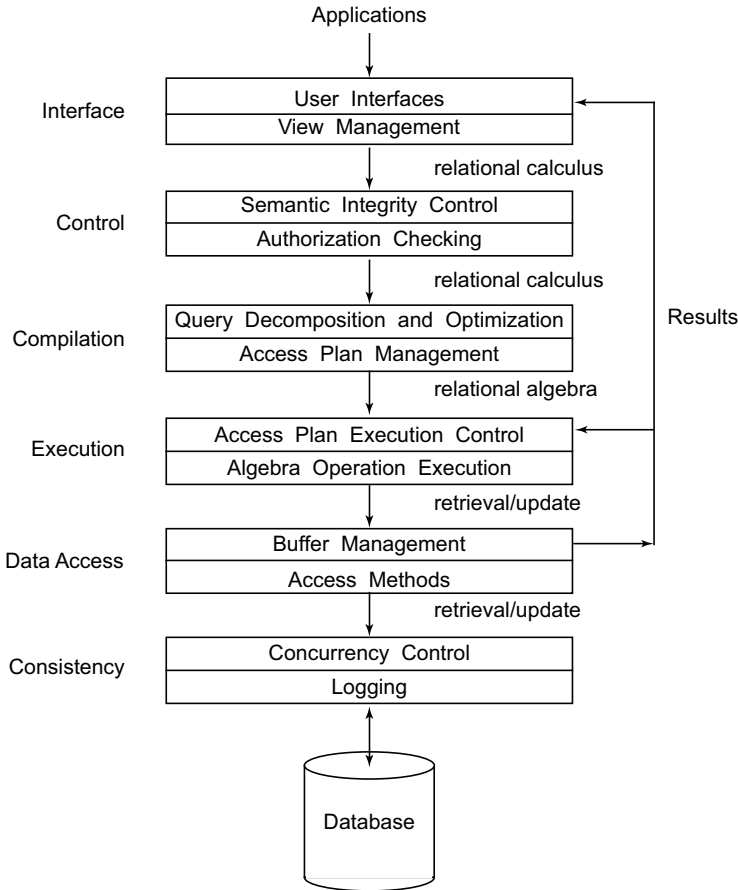 Applications
Interface
User Interfaces
View Management
relational calculus
Control
Semantic Integrity Control
Authorization Checking
relational calculus
Compilation
Query Decomposition and Optimization
Access Plan Management
Results
relational algebra
Execution
Access Plan Execution Control
Algebra Operation Execution
retrieval/update
Data Access
Buffer Management
Access Methods
retrieval/update
Consistency
Concurrency Control
Logging
Database